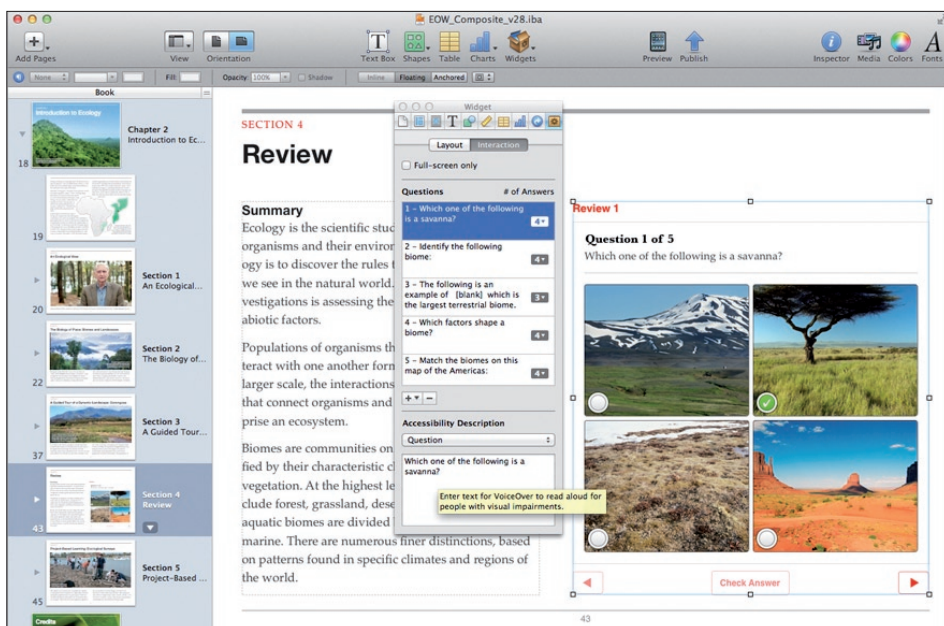 EOW_Composite_v28.iba
Add Pages
View
Orientation
Text Box
Shapes
Table
Charts
Widgets
Preview
Publish
Inspector
Media
Colors
Fonts
None
Fill:
Opacity: 100%
Shadow
Inline
Floating
Anchored
Book
Introduction to Ecology
Chapter 2
Introduction to Ec...
18
19
Section 1
An Ecological...
20
Section 2
The Biology of...
22
Section 3
A Guided Tour...
37
Section 4
Review
43
Section 5
Project-Based ...
45
Credits
SECTION 4
Review
Summary
Ecology is the scientific stud
organisms and their environ
ogy is to discover the rules t
we see in the natural world.
vestigations is assessing the
abiotic factors.
Populations of organisms th
teract with one another form
larger scale, the interactions
that connect organisms and
prise an ecosystem.
Biomes are communities on
fied by their characteristic c
vegetation. At the highest le
clude forest, grassland, dese
aquatic biomes are divided
marine. There are numerous finer distinctions, based
on patterns found in specific climates and regions of
the world.
Widget
Layout
Interaction
Full-screen only
Questions
# of Answers
1 – Which one of the following
is a savanna?
4
2 – Identify the following
biome:
4
3 – The following is an
example of [blank] which is
the largest terrestrial biome.
3
4 – Which factors shape a
biome?
4
5 – Match the biomes on this
map of the Americas:
4
Accessibility Description
Question
Which one of the following is a
savanna?
Enter text for VoiceOver to read aloud for
people with visual impairments.
Review 1
Question 1 of 5
Which one of the following is a savanna?
Check Answer
43